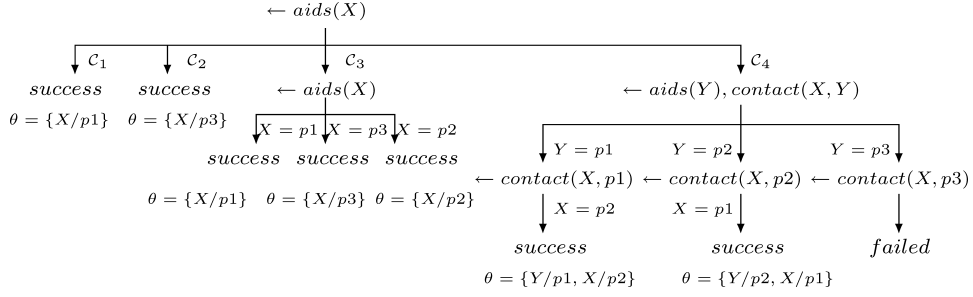 ← aids(X)
C₁ C₂ C₃ C₄
success success ← aids(X) ← aids(Y), contact(X, Y)
θ = {X/p1} θ = {X/p3}
X = p1 X = p3 X = p2
success success success
Y = p1 Y = p2 Y = p3
← contact(X, p1) ← contact(X, p2) ← contact(X, p3)
θ = {X/p1} θ = {X/p3} θ = {X/p2}
X = p2 X = p1
success success failed
θ = {Y/p1, X/p2} θ = {Y/p2, X/p1}